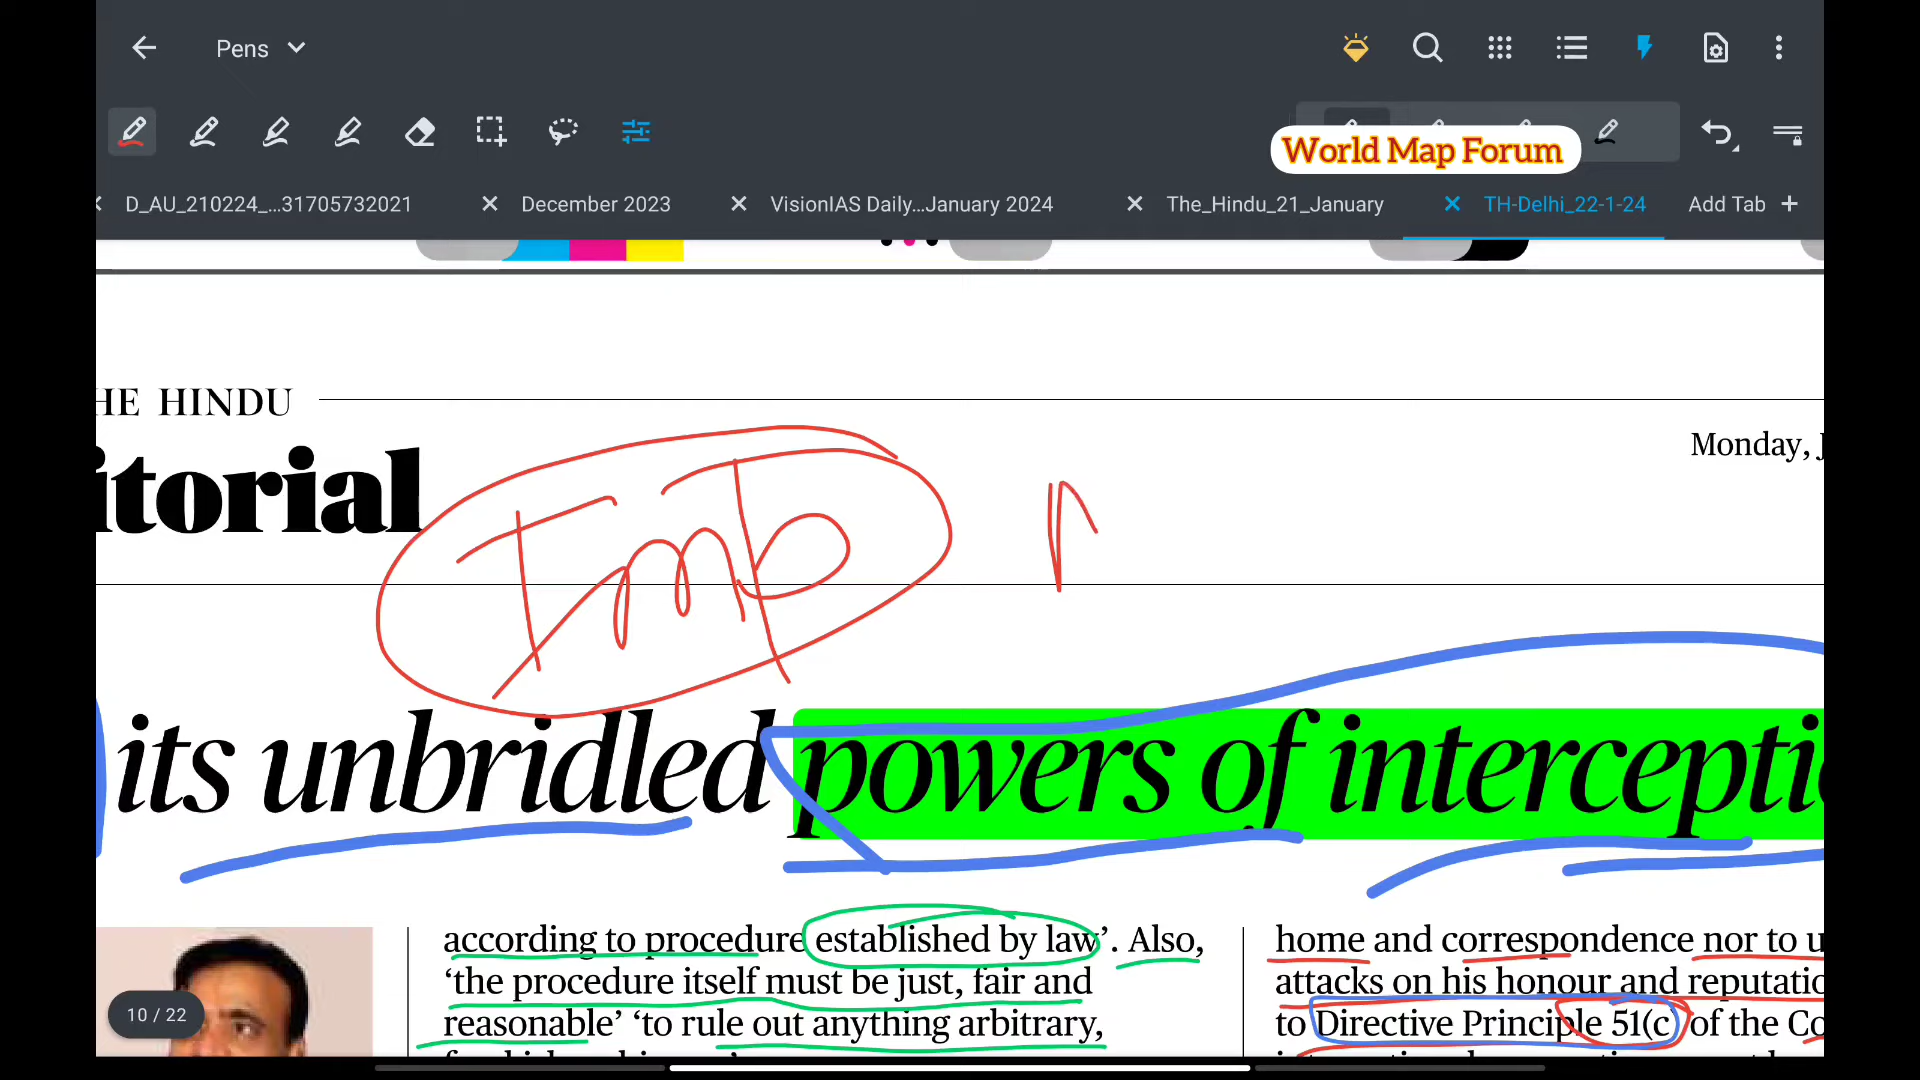 Pens
World Map Forum
D_AU_210224_...31705732021
December 2023
VisionIAS Daily...January 2024
The_Hindu_21_January
TH-Delhi_22-1-24
Add Tab +
HE HINDU
itorial
Monday, J
Imp
its unbridled powers of intercepti
according to procedure established by law’. Also,
‘the procedure itself must be just, fair and
reasonable’ ‘to rule out anything arbitrary,
home and correspondence nor to u
attacks on his honour and reputatio
to Directive Principle 51(c) of the Co
10 / 22